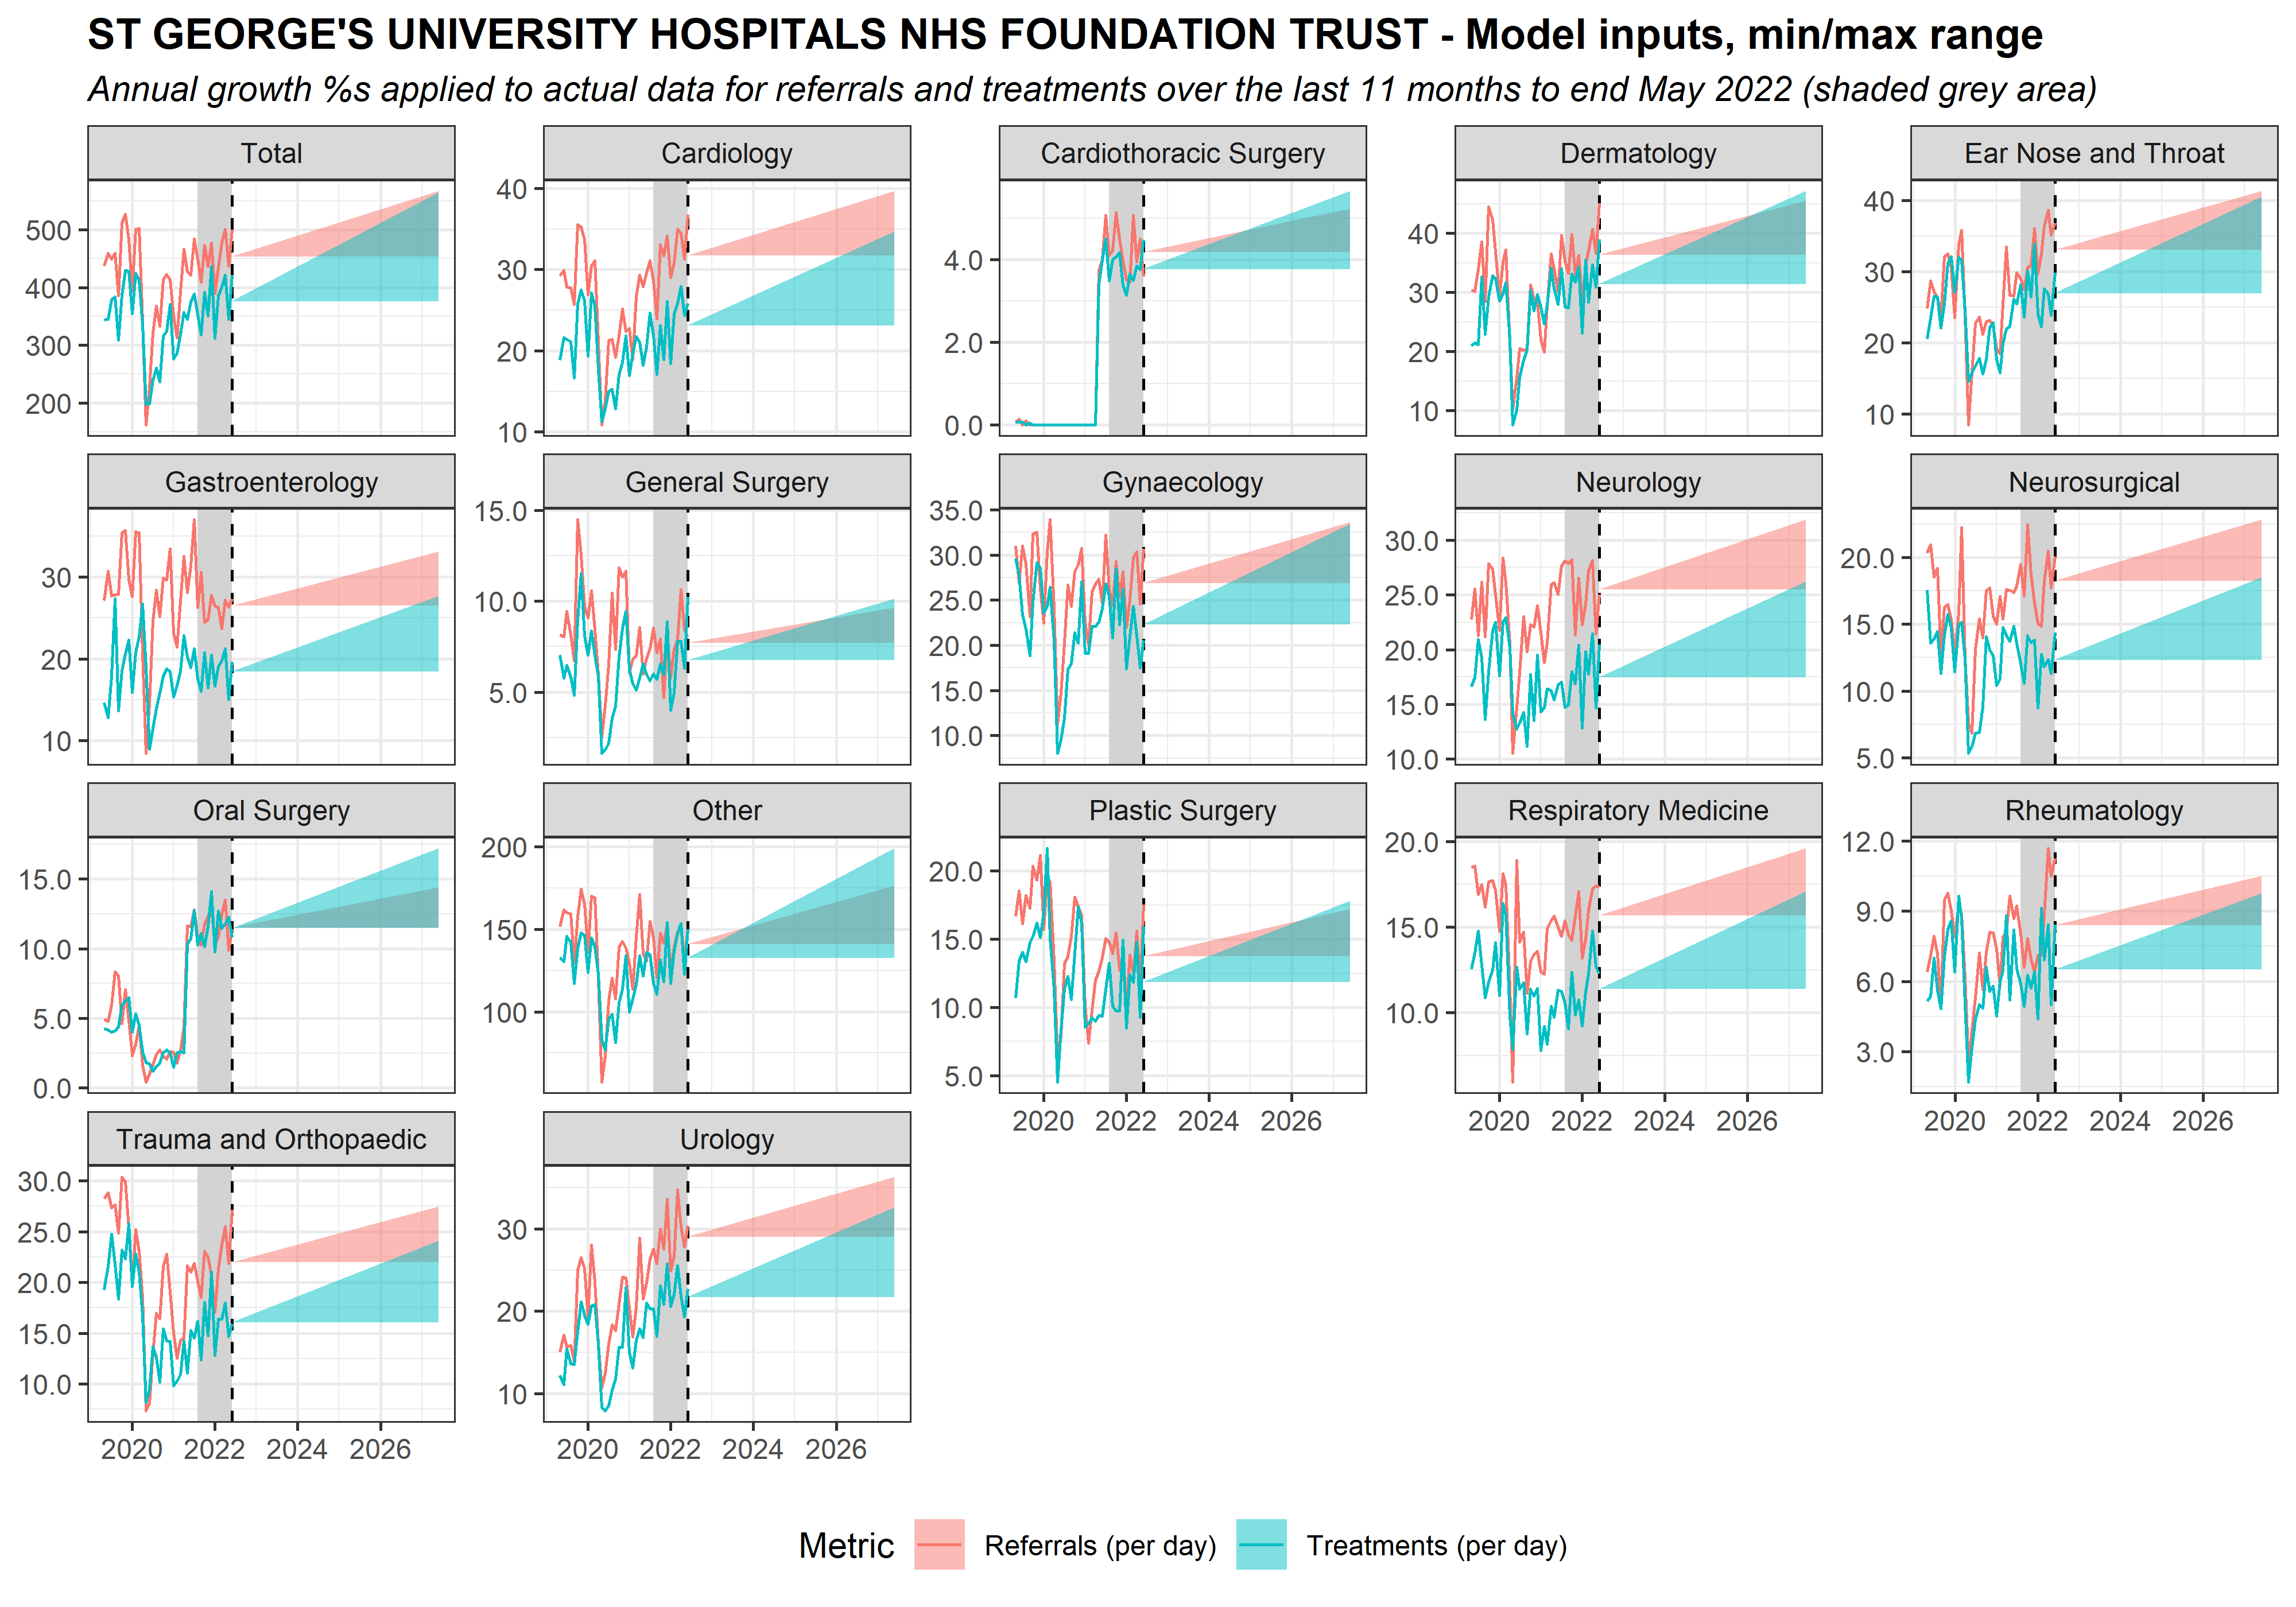 ST GEORGE'S UNIVERSITY HOSPITALS NHS FOUNDATION TRUST - Model inputs, min/max range
Annual growth %s applied to actual data for referrals and treatments over the last 11 months to end May 2022 (shaded grey area)
Total
500
400
300
200
Cardiology
40
30
20
10
Cardiothoracic Surgery
4.0
2.0
0.0
Dermatology
40
30
20
10
Ear Nose and Throat
40
30
20
10
Gastroenterology
30
20
10
General Surgery
15.0
10.0
5.0
Gynaecology
35.0
30.0
25.0
20.0
15.0
10.0
Neurology
30.0
25.0
20.0
15.0
10.0
Neurosurgical
20.0
15.0
10.0
5.0
Oral Surgery
15.0
10.0
5.0
0.0
Other
200
150
100
Plastic Surgery
20.0
15.0
10.0
5.0
2020 2022 2024 2026
Respiratory Medicine
20.0
15.0
10.0
2020 2022 2024 2026
Rheumatology
12.0
9.0
6.0
3.0
2020 2022 2024 2026
Trauma and Orthopaedic
30.0
25.0
20.0
15.0
10.0
2020 2022 2024 2026
Urology
30
20
10
2020 2022 2024 2026
Metric Referrals (per day) Treatments (per day)